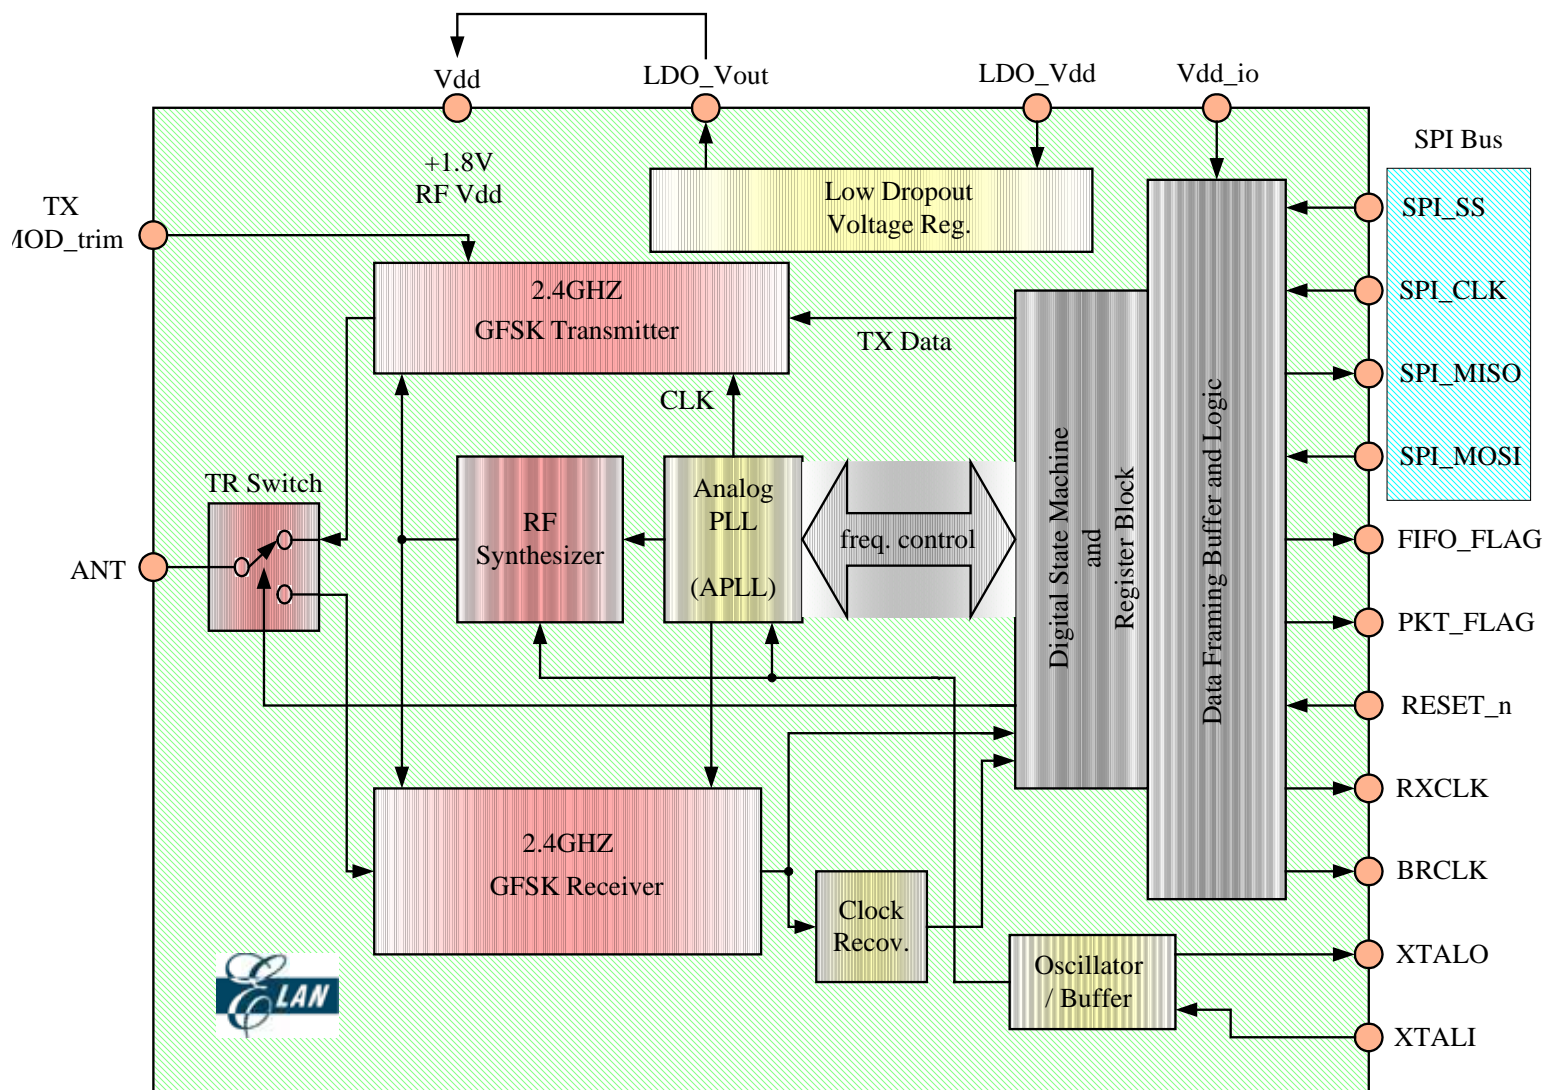 Vdd
LDO_Vout
LDO_Vdd
Vdd_io
SPI Bus
+1.8V
RF Vdd
Low Dropout
Voltage Reg.
TX
MOD_trim
SPI_SS
2.4GHZ
GFSK Transmitter
SPI_CLK
TX Data
SPI_MISO
CLK
SPI_MOSI
TR Switch
RF
Synthesizer
Analog
PLL
(APLL)
freq. control
Digital State Machine
and
Register Block
Data Framing Buffer and Logic
FIFO_FLAG
ANT
PKT_FLAG
RESET_n
RXCLK
2.4GHZ
GFSK Receiver
BRCLK
Clock
Recov.
Oscillator
/ Buffer
XTALO
XTALI
ELAN